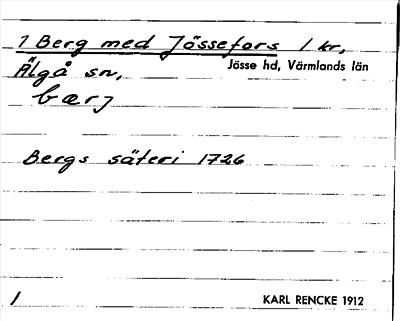 1 Berg med Jössefors 1 kr,
Älgå sn, Jösse hd, Värmlands län
bærj
Bergs säteri 1726
1 KARL RENCKE 1912